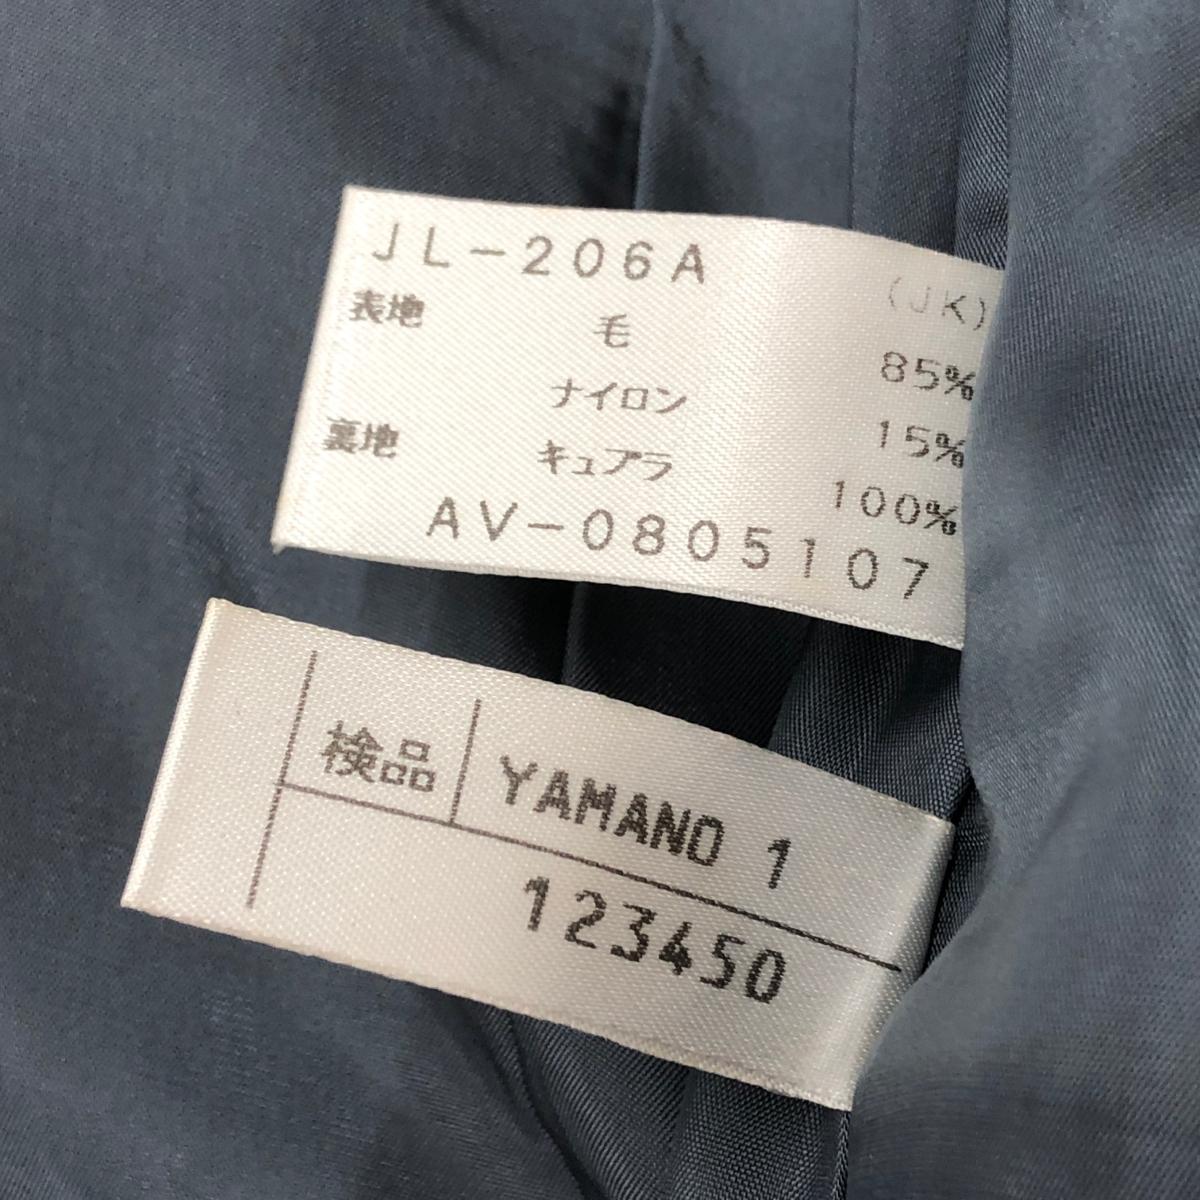 JL-206A (JK)
表地 毛 85%
ナイロン 15%
裏地 キュプラ 100%
AV-0805107
検品 YAMANO 1
123450